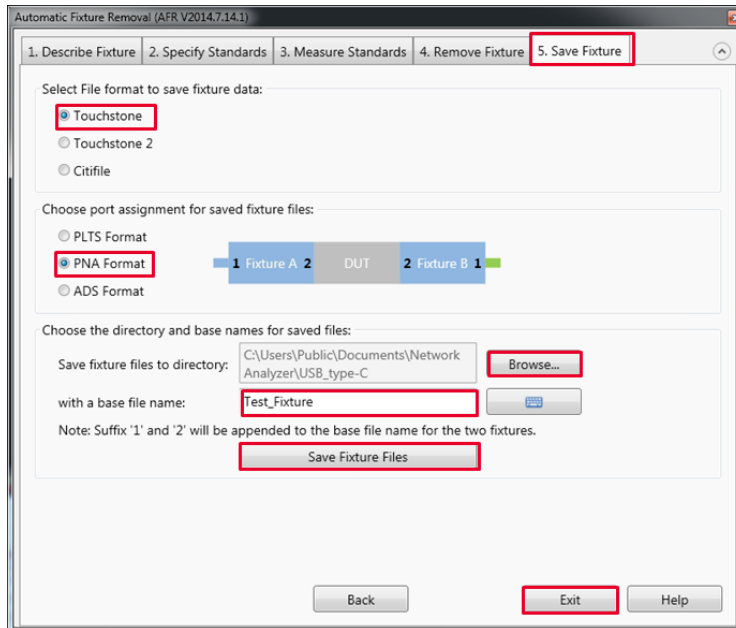 Automatic Fixture Removal (AFR V2014.7.14.1)
1. Describe Fixture 2. Specify Standards 3. Measure Standards 4. Remove Fixture 5. Save Fixture
Select File format to save fixture data:
Touchstone
Touchstone 2
Citifile
Choose port assignment for saved fixture files:
PLTS Format
PNA Format
ADS Format
1 Fixture A 2 DUT 2 Fixture B 1
Choose the directory and base names for saved files:
Save fixture files to directory:
C:\Users\Public\Documents\Network
Analyzer\USB_type-C
Browse...
with a base file name:
Test_Fixture
Note: Suffix '1' and '2' will be appended to the base file name for the two fixtures.
Save Fixture Files
Back Exit Help